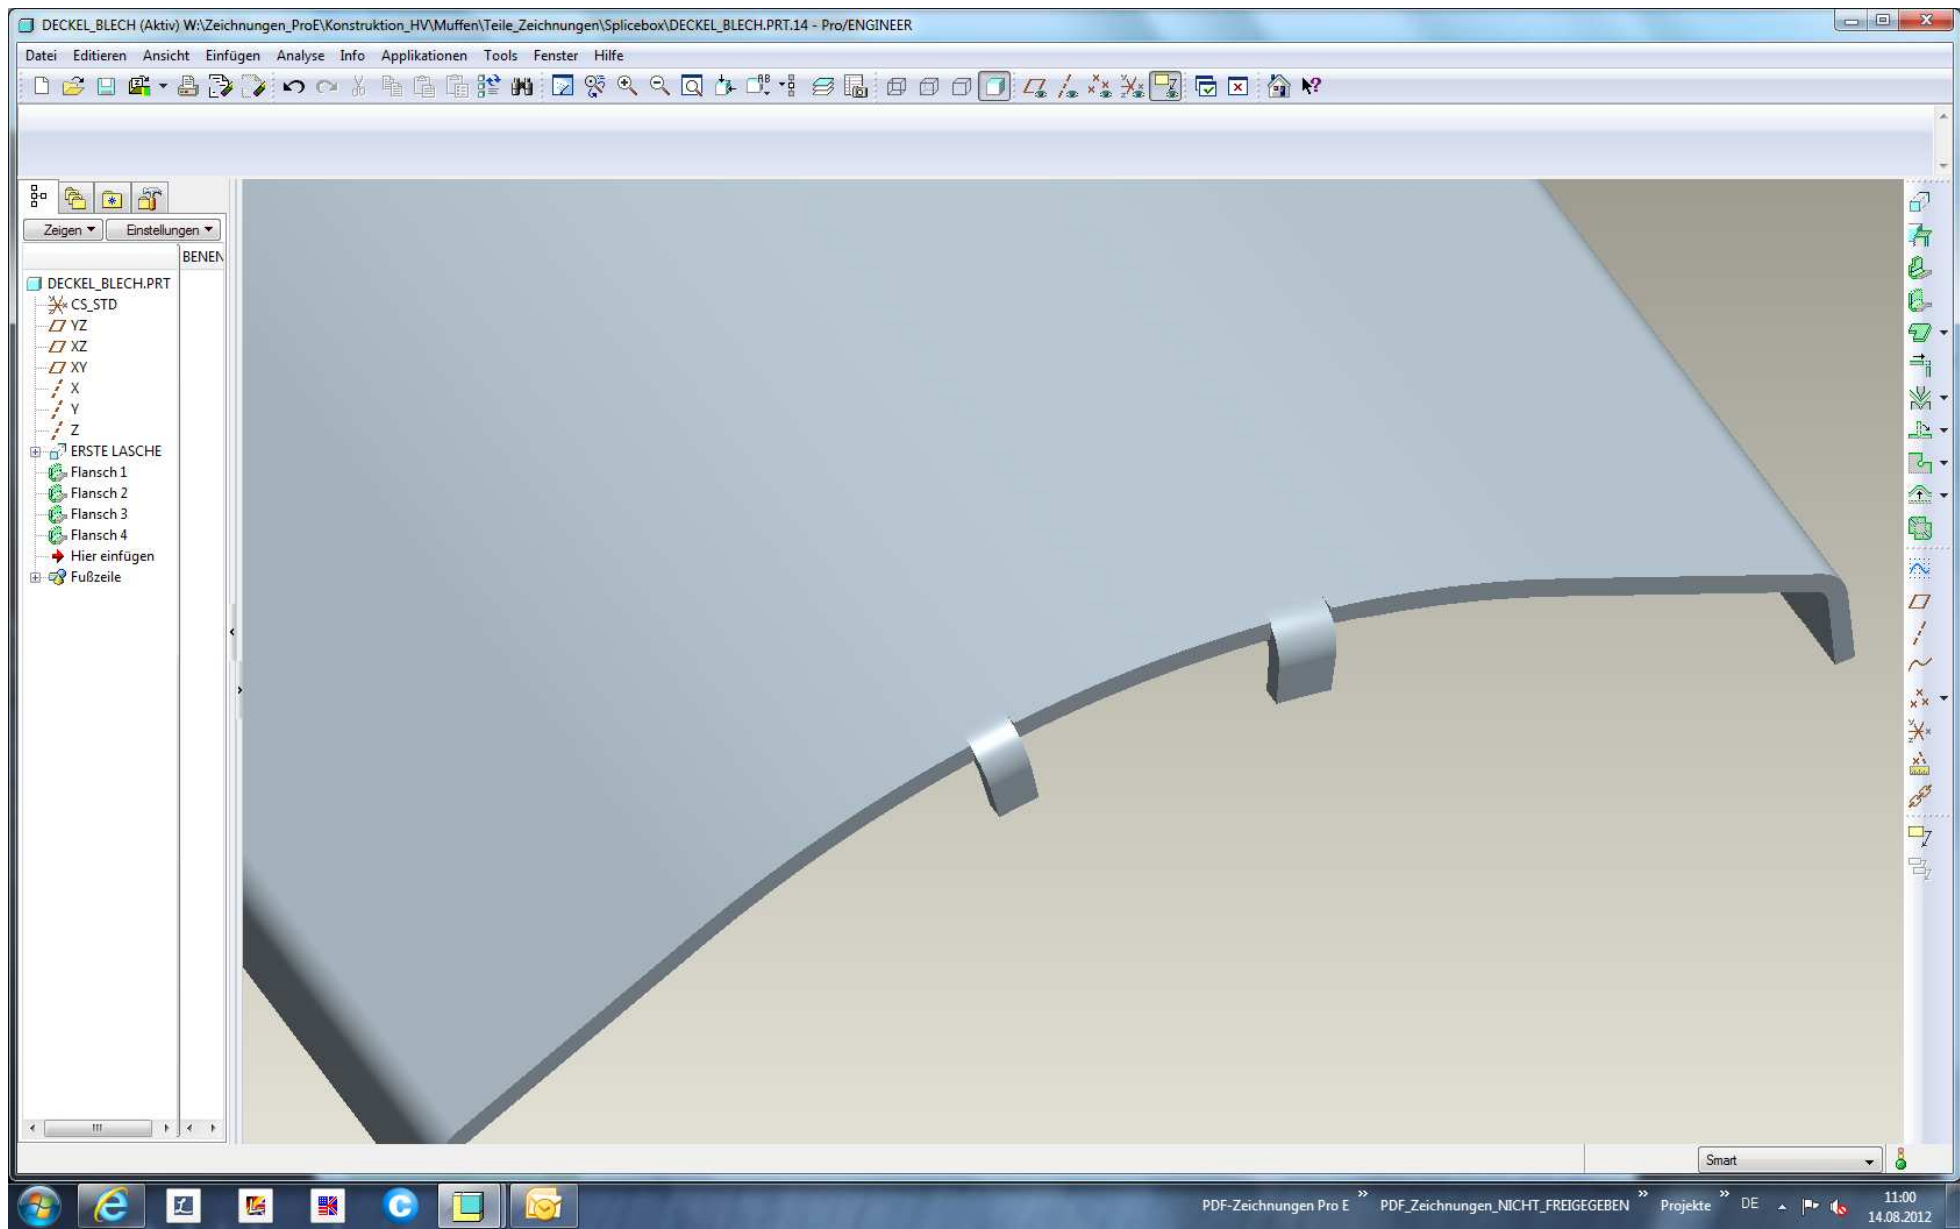 DECKEL_BLECH (Aktiv) W:\Zeichnungen_ProE\Konstruktion_HV\Muffen\Teile_Zeichnungen\Splicebox\DECKEL_BLECH.PRT.14 - Pro/ENGINEER
Datei Editieren Ansicht Einfügen Analyse Info Applikationen Tools Fenster Hilfe
Zeigen Einstellungen
BENEN
DECKEL_BLECH.PRT
CS_STD
YZ
XZ
XY
X
Y
Z
ERSTE LASCHE
Flansch 1
Flansch 2
Flansch 3
Flansch 4
Hier einfügen
Fußzeile
Smart
PDF-Zeichnungen Pro E » PDF_Zeichnungen_NICHT_FREIGEGEBEN » Projekte » DE 11:00
14.08.2012